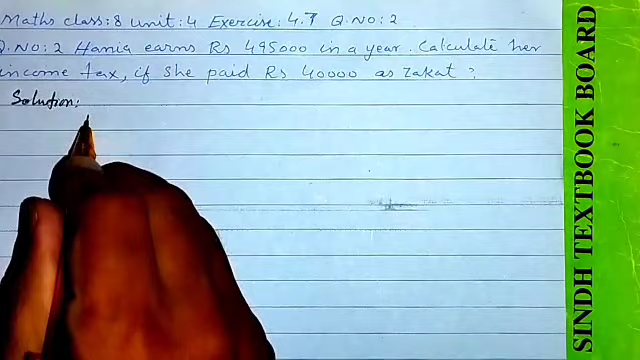 Maths class:8 Unit:4 Exercise:4.7 Q.NO:2
Q.NO:2 Hania earns Rs 495000 in a year. Calculate her
income tax, if she paid Rs 40000 as zakat?
Solution:
SINDH TEXTBOOK BOARD